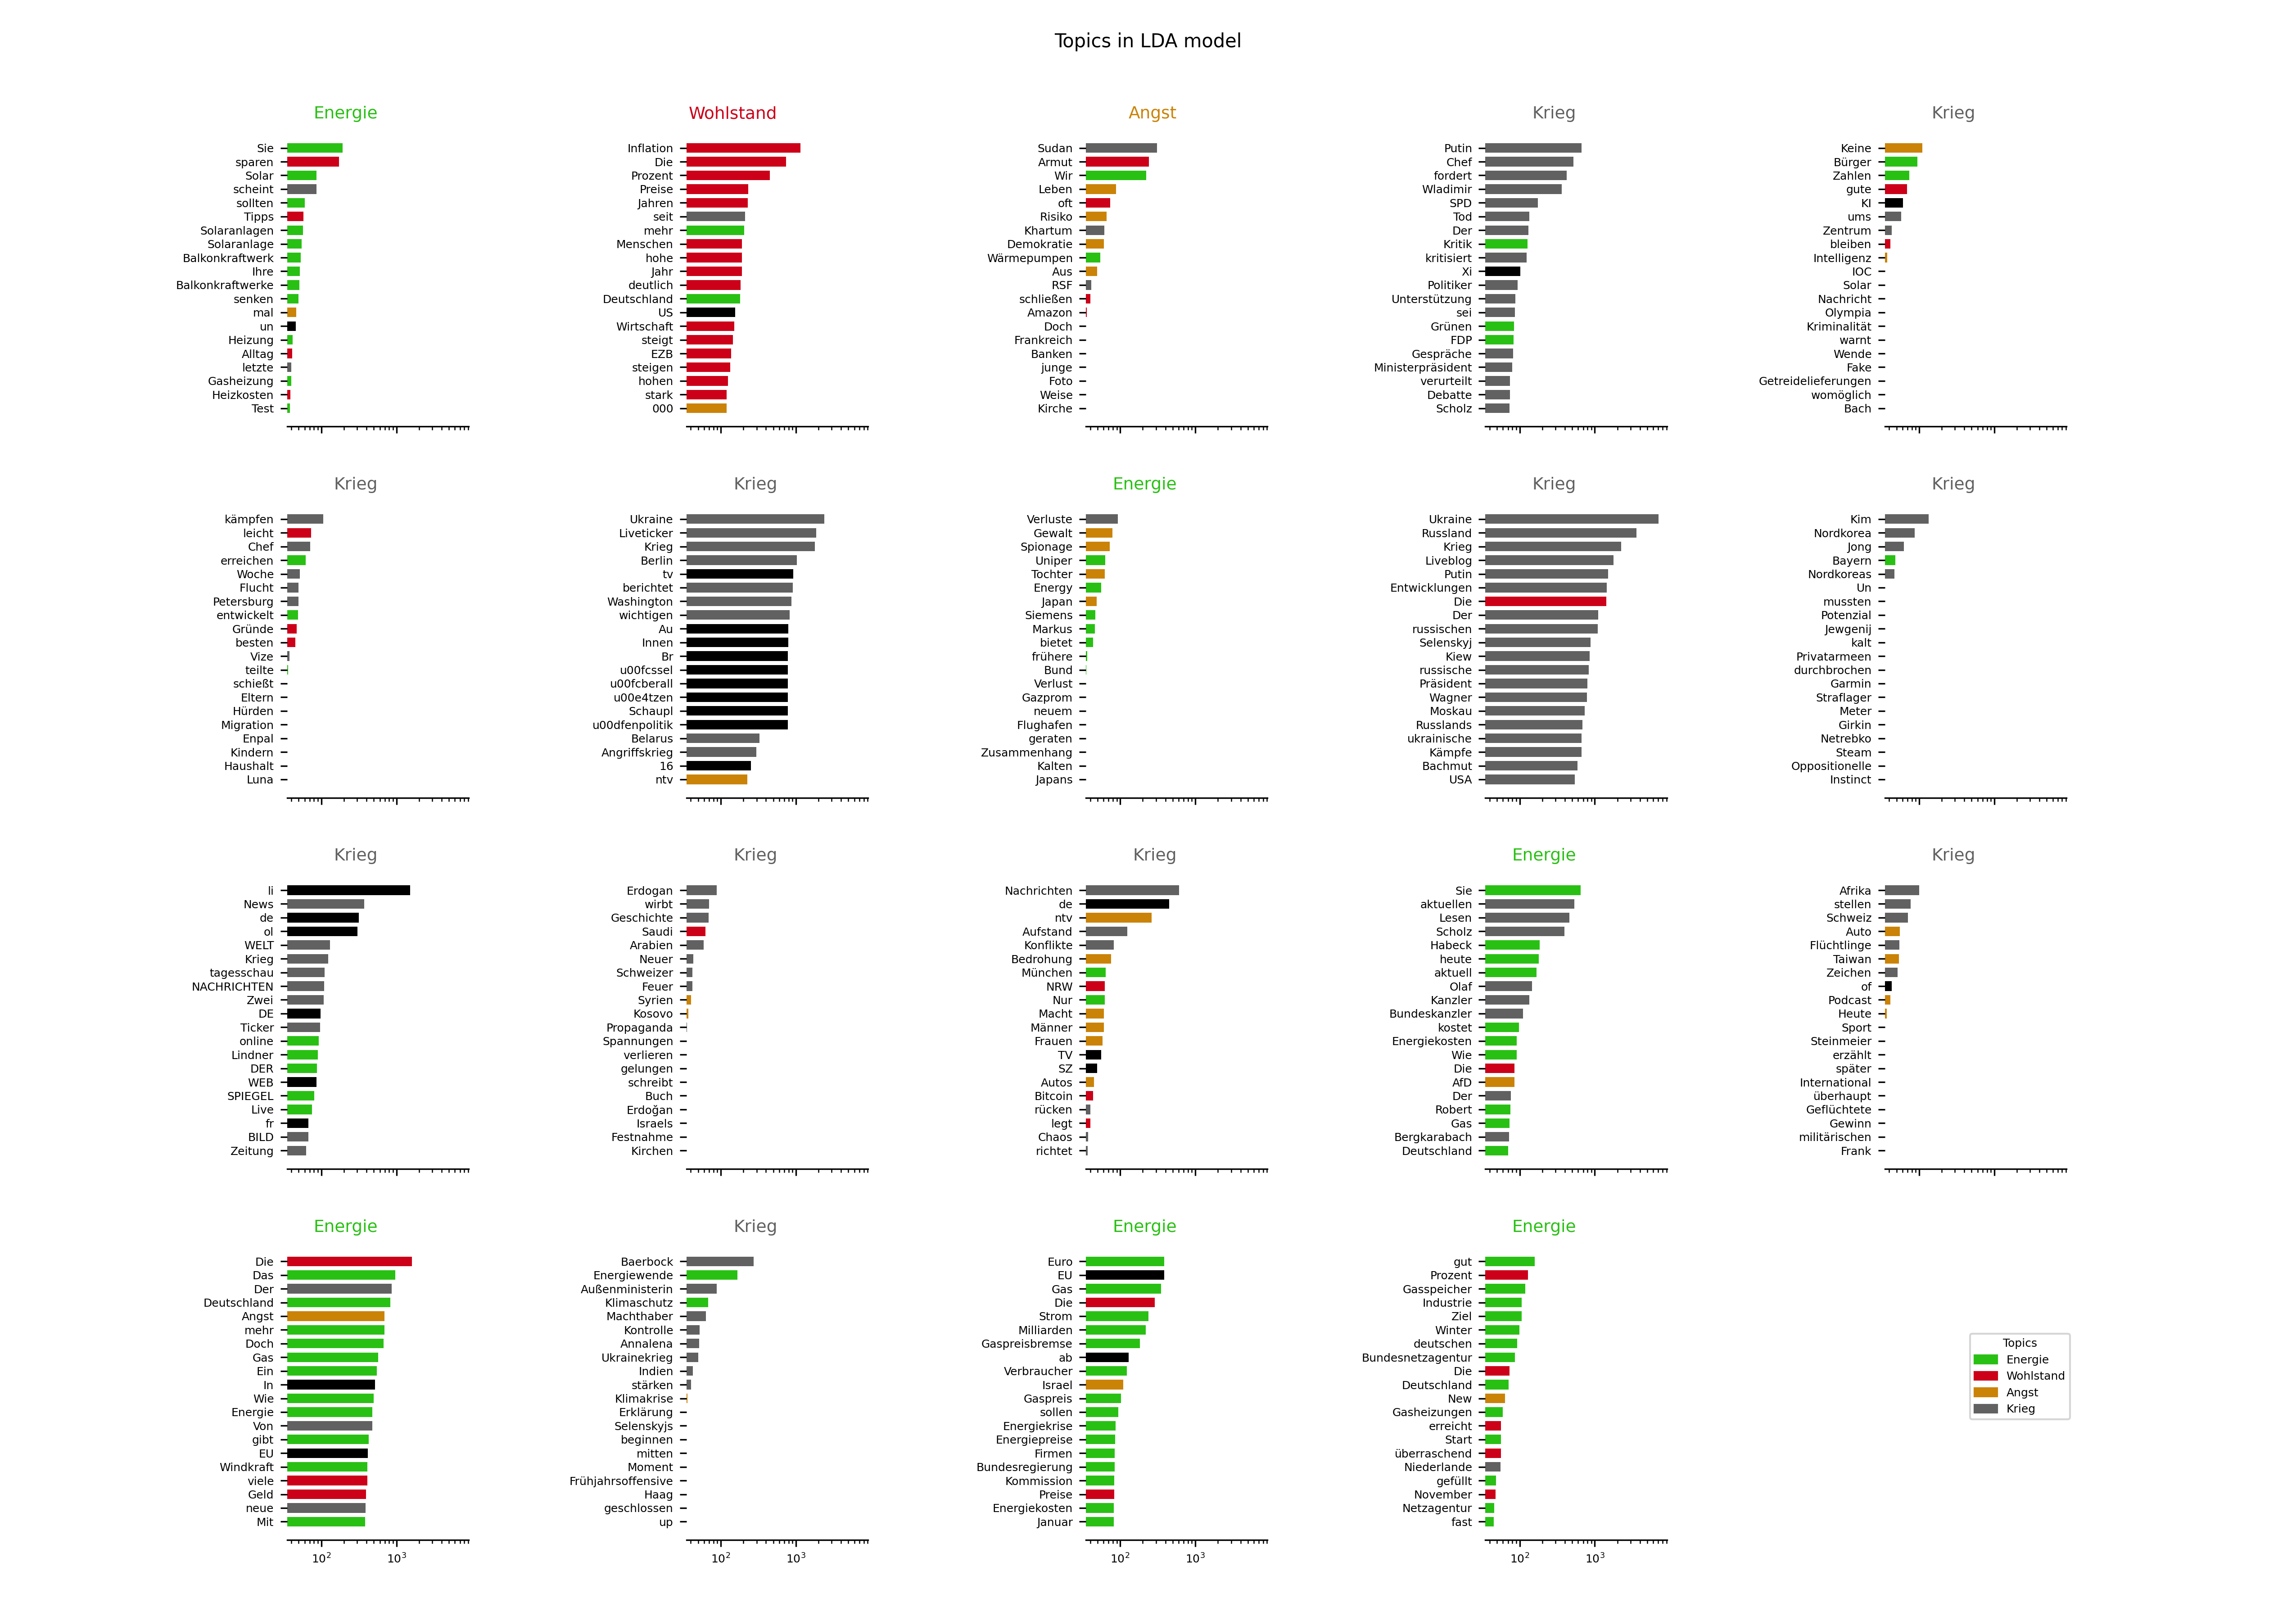 Topics in LDA model
Energie
Sie
sparen
Solar
scheint
sollten
Tipps
Solaranlagen
Solaranlage
Balkonkraftwerk
Ihre
Balkonkraftwerke
senken
mal
un
Heizung
Alltag
letzte
Gasheizung
Heizkosten
Test
Wohlstand
Inflation
Die
Prozent
Preise
Jahren
seit
mehr
Menschen
hohe
Jahr
deutlich
Deutschland
US
Wirtschaft
steigt
EZB
steigen
hohen
stark
000
Angst
Sudan
Armut
Wir
Leben
oft
Risiko
Khartum
Demokratie
Wärmepumpen
Aus
RSF
schließen
Amazon
Doch
Frankreich
Banken
junge
Foto
Weise
Kirche
Krieg
Putin
Chef
fordert
Wladimir
SPD
Tod
Der
Kritik
kritisiert
Xi
Politiker
Unterstützung
sei
Grünen
FDP
Gespräche
Ministerpräsident
verurteilt
Debatte
Scholz
Krieg
Keine
Bürger
Zahlen
gute
KI
ums
Zentrum
bleiben
Intelligenz
IOC
Solar
Nachricht
Olympia
Kriminalität
warnt
Wende
Fake
Getreidelieferungen
womöglich
Bach
Krieg
kämpfen
leicht
Chef
erreichen
Woche
Flucht
Petersburg
entwickelt
Gründe
besten
Vize
teilte
schießt
Eltern
Hürden
Migration
Enpal
Kindern
Haushalt
Luna
Krieg
Ukraine
Liveticker
Krieg
Berlin
tv
berichtet
Washington
wichtigen
Au
Innen
Br
u00fcssel
u00fcberall
u00e4tzen
Schaupl
u00dfenpolitik
Belarus
Angriffskrieg
16
ntv
Energie
Verluste
Gewalt
Spionage
Uniper
Tochter
Energy
Japan
Siemens
Markus
bietet
frühere
Bund
Verlust
Gazprom
neuem
Flughafen
geraten
Zusammenhang
Kalten
Japans
Krieg
Ukraine
Russland
Krieg
Liveblog
Putin
Entwicklungen
Die
Der
russischen
Selenskyj
Kiew
russische
Präsident
Wagner
Moskau
Russlands
ukrainische
Kämpfe
Bachmut
USA
Krieg
Kim
Nordkorea
Jong
Bayern
Nordkoreas
Un
mussten
Potenzial
Jewgenij
kalt
Privatarmeen
durchbrochen
Garmin
Straflager
Meter
Girkin
Netrebko
Steam
Oppositionelle
Instinct
Krieg
li
News
de
ol
WELT
Krieg
tagesschau
NACHRICHTEN
Zwei
DE
Ticker
online
Lindner
DER
WEB
SPIEGEL
Live
fr
BILD
Zeitung
Krieg
Erdogan
wirbt
Geschichte
Saudi
Arabien
Neuer
Schweizer
Feuer
Syrien
Kosovo
Propaganda
Spannungen
verlieren
gelungen
schreibt
Buch
Erdoğan
Israels
Festnahme
Kirchen
Krieg
Nachrichten
de
ntv
Aufstand
Konflikte
Bedrohung
München
NRW
Nur
Macht
Männer
Frauen
TV
SZ
Autos
Bitcoin
rücken
legt
Chaos
richtet
Energie
Sie
aktuellen
Lesen
Scholz
Habeck
heute
aktuell
Olaf
Kanzler
Bundeskanzler
kostet
Energiekosten
Wie
Die
AfD
Der
Robert
Gas
Bergkarabach
Deutschland
Krieg
Afrika
stellen
Schweiz
Auto
Flüchtlinge
Taiwan
Zeichen
of
Podcast
Heute
Sport
Steinmeier
erzählt
später
International
überhaupt
Geflüchtete
Gewinn
militärischen
Frank
Energie
Die
Das
Der
Deutschland
Angst
mehr
Doch
Gas
Ein
In
Wie
Energie
Von
gibt
EU
Windkraft
viele
Geld
neue
Mit
10² 10³
Krieg
Baerbock
Energiewende
Außenministerin
Klimaschutz
Machthaber
Kontrolle
Annalena
Ukrainekrieg
Indien
stärken
Klimakrise
Erklärung
Selenskyjs
beginnen
mitten
Moment
Frühjahrsoffensive
Haag
geschlossen
up
10² 10³
Energie
Euro
EU
Gas
Die
Strom
Milliarden
Gaspreisbremse
ab
Verbraucher
Israel
Gaspreis
sollen
Energiekrise
Energiepreise
Firmen
Bundesregierung
Kommission
Preise
Energiekosten
Januar
10² 10³
Energie
gut
Prozent
Gasspeicher
Industrie
Ziel
Winter
deutschen
Bundesnetzagentur
Die
Deutschland
New
Gasheizungen
erreicht
Start
überraschend
Niederlande
gefüllt
November
Netzagentur
fast
10² 10³
Topics
Energie
Wohlstand
Angst
Krieg